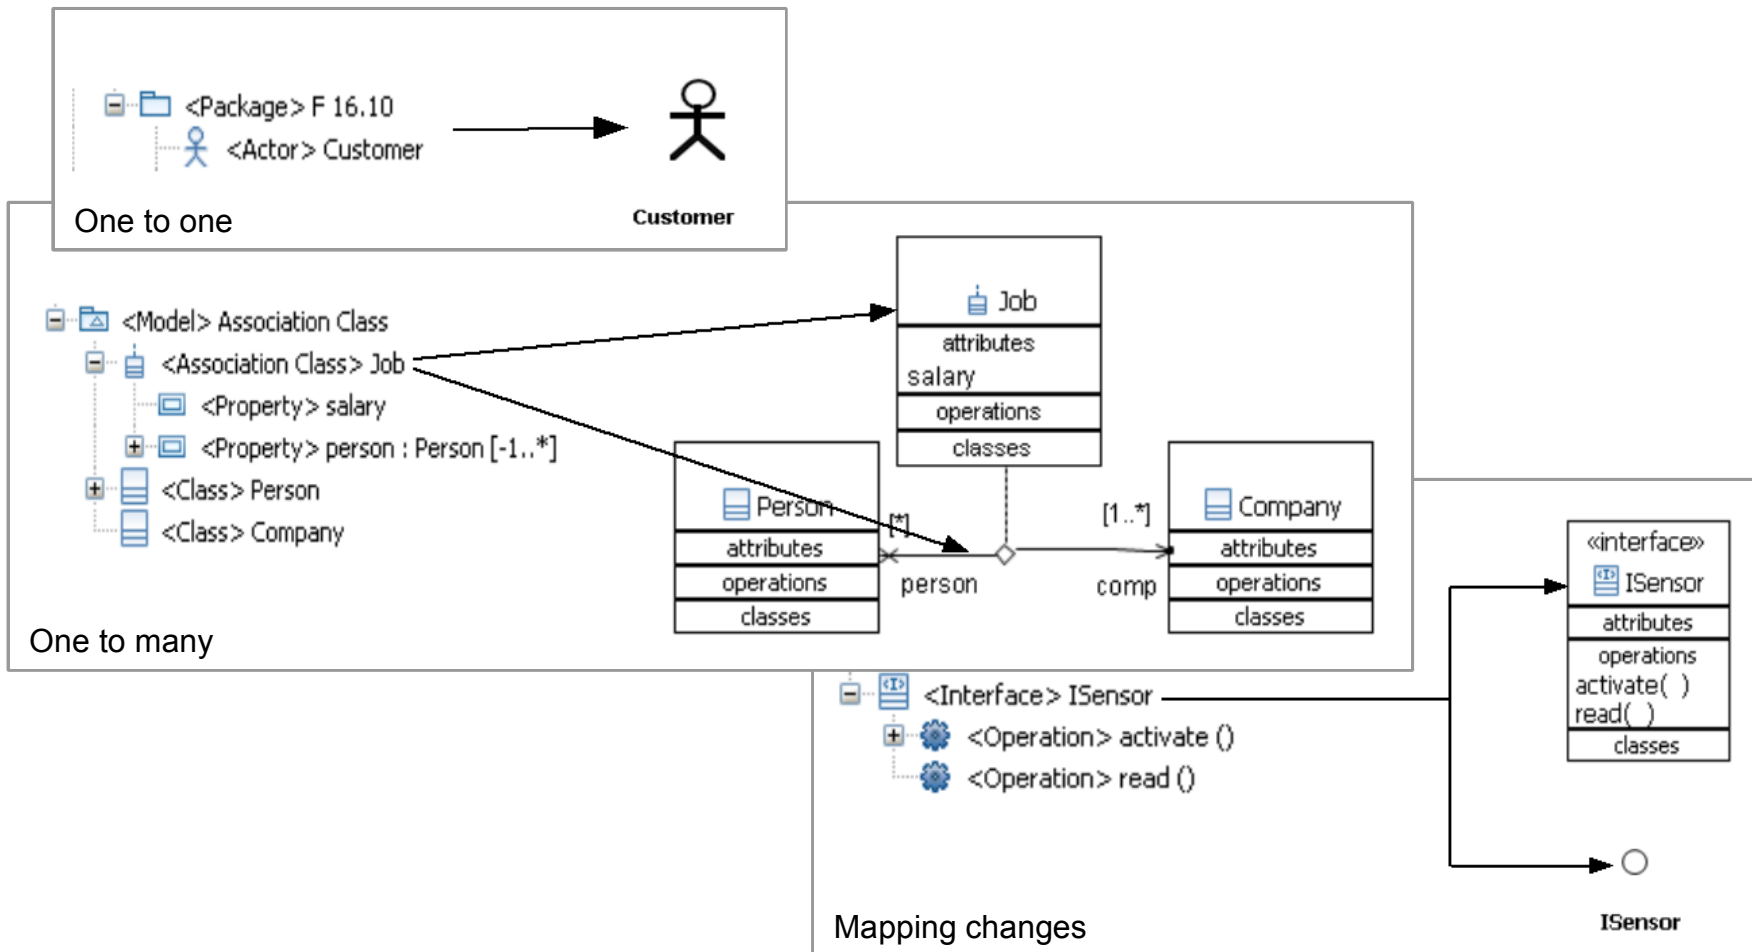 <Package> F 16.10
<Actor> Customer
Customer
One to one
<Model> Association Class
<Association Class> Job
<Property> salary
<Property> person : Person [-1..*]
<Class> Person
<Class> Company
Job
attributes
salary
operations
classes
Person
attributes
operations
classes
[*]
person
[1..*]
comp
Company
attributes
operations
classes
One to many
<Interface> ISensor
<Operation> activate ()
<Operation> read ()
«interface»
ISensor
attributes
operations
activate( )
read( )
classes
ISensor
Mapping changes